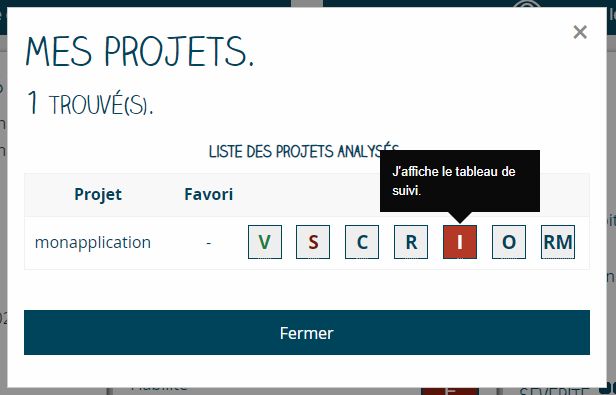 MES PROJETS.
1 TROUVÉ(S).
LISTE DES PROJETS ANALYSÉS
J'affiche le tableau de
suivi.
Projet Favori
monapplication - V S C R I O RM
Fermer